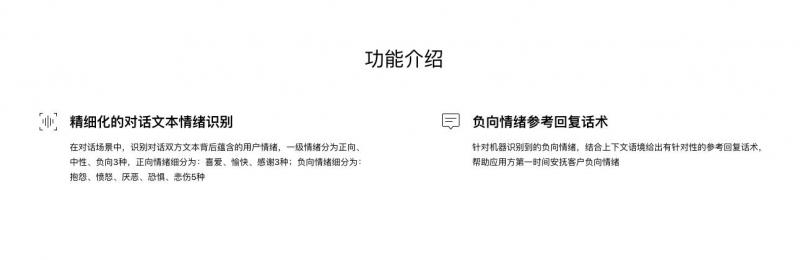 功能介绍
精细化的对话文本情绪识别
在对话场景中，识别对话双方文本背后蕴含的用户情绪，一级情绪分为正向、
中性、负向3种，正向情绪细分为：喜爱、愉快、感谢3种；负向情绪细分为：
抱怨、愤怒、厌恶、恐惧、悲伤5种
负向情绪参考回复话术
针对机器识别到的负向情绪，结合上下文语境给出有针对性的参考回复话术，
帮助应用方第一时间安抚客户负向情绪